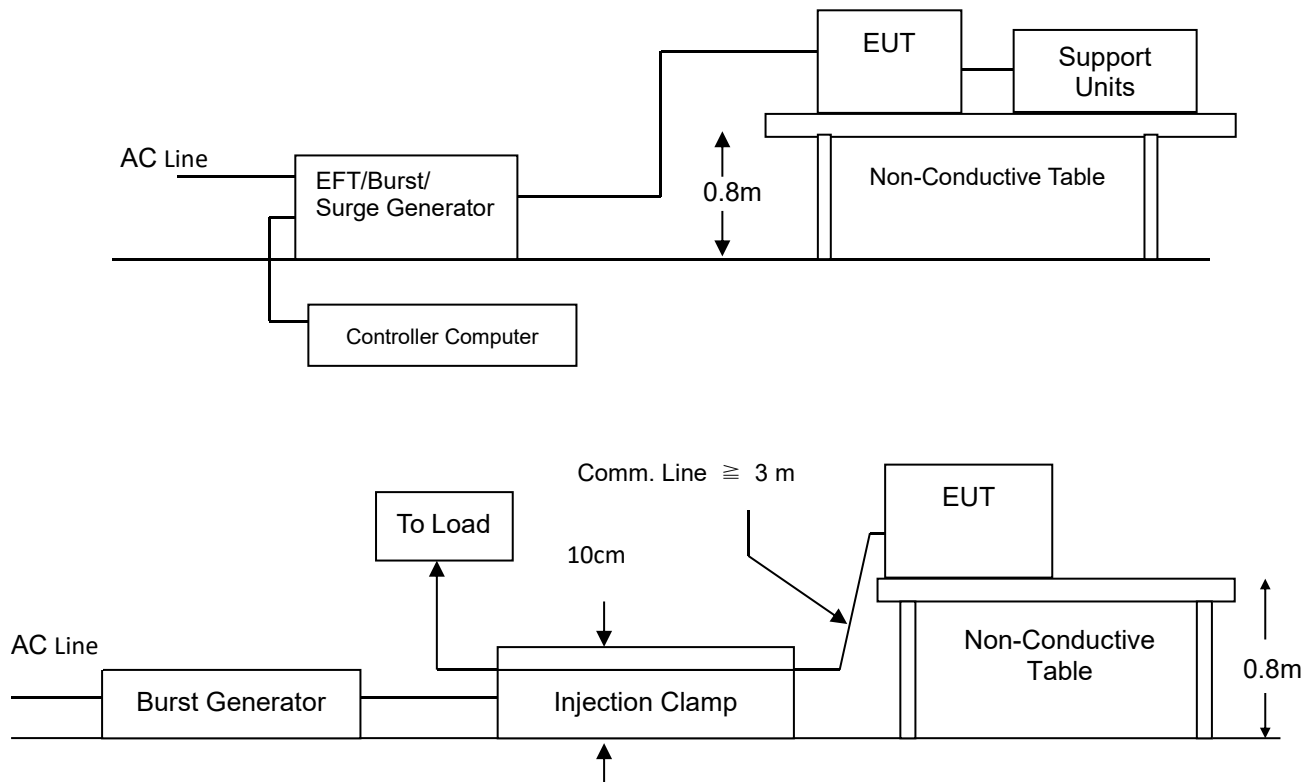 EUT
Support
Units
AC Line
EFT/Burst/
Surge Generator
0.8m
Non-Conductive Table
Controller Computer
Comm. Line ≧ 3 m
EUT
To Load
10cm
AC Line
Non-Conductive
Table
0.8m
Burst Generator
Injection Clamp